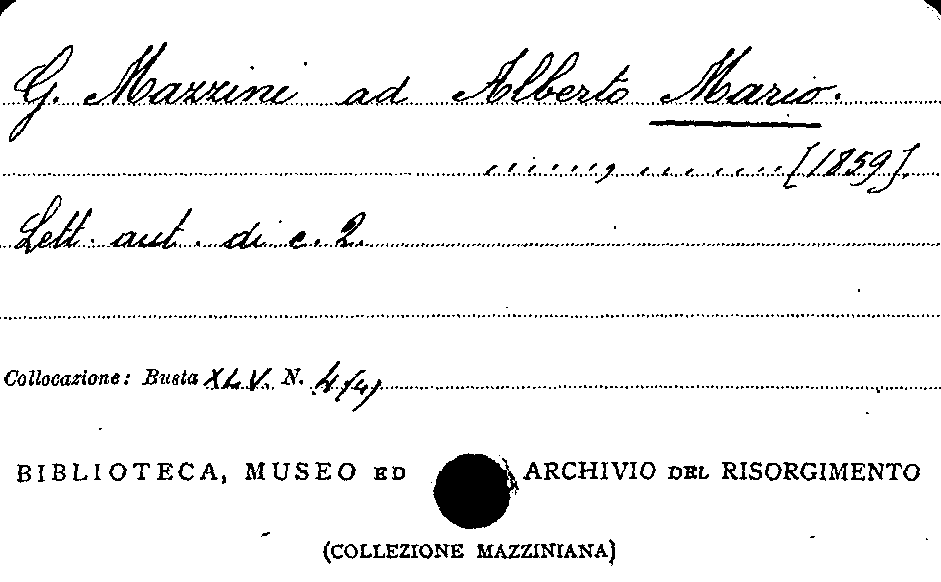 G. Mazzini ad Alberto Mario.
......, ...... [1859].
Lett. aut. di c. 2.
Collocazione: Busta XLV. N. 4/4)
BIBLIOTECA, MUSEO ED ARCHIVIO DEL RISORGIMENTO
(COLLEZIONE MAZZINIANA)